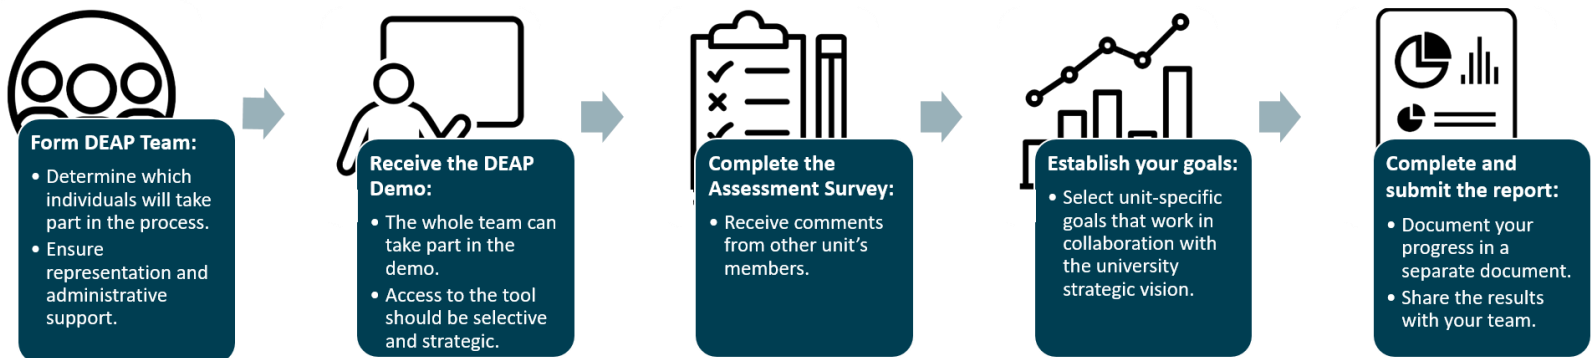 Form DEAP Team:
• Determine which
individuals will take
part in the process.
• Ensure
representation and
administrative
support.
Receive the DEAP
Demo:
• The whole team can
take part in the
demo.
• Access to the tool
should be selective
and strategic.
Complete the
Assessment Survey:
• Receive comments
from other unit's
members.
Establish your goals:
• Select unit-specific
goals that work in
collaboration with
the university
strategic vision.
Complete and
submit the report:
• Document your
progress in a
separate document.
• Share the results
with your team.